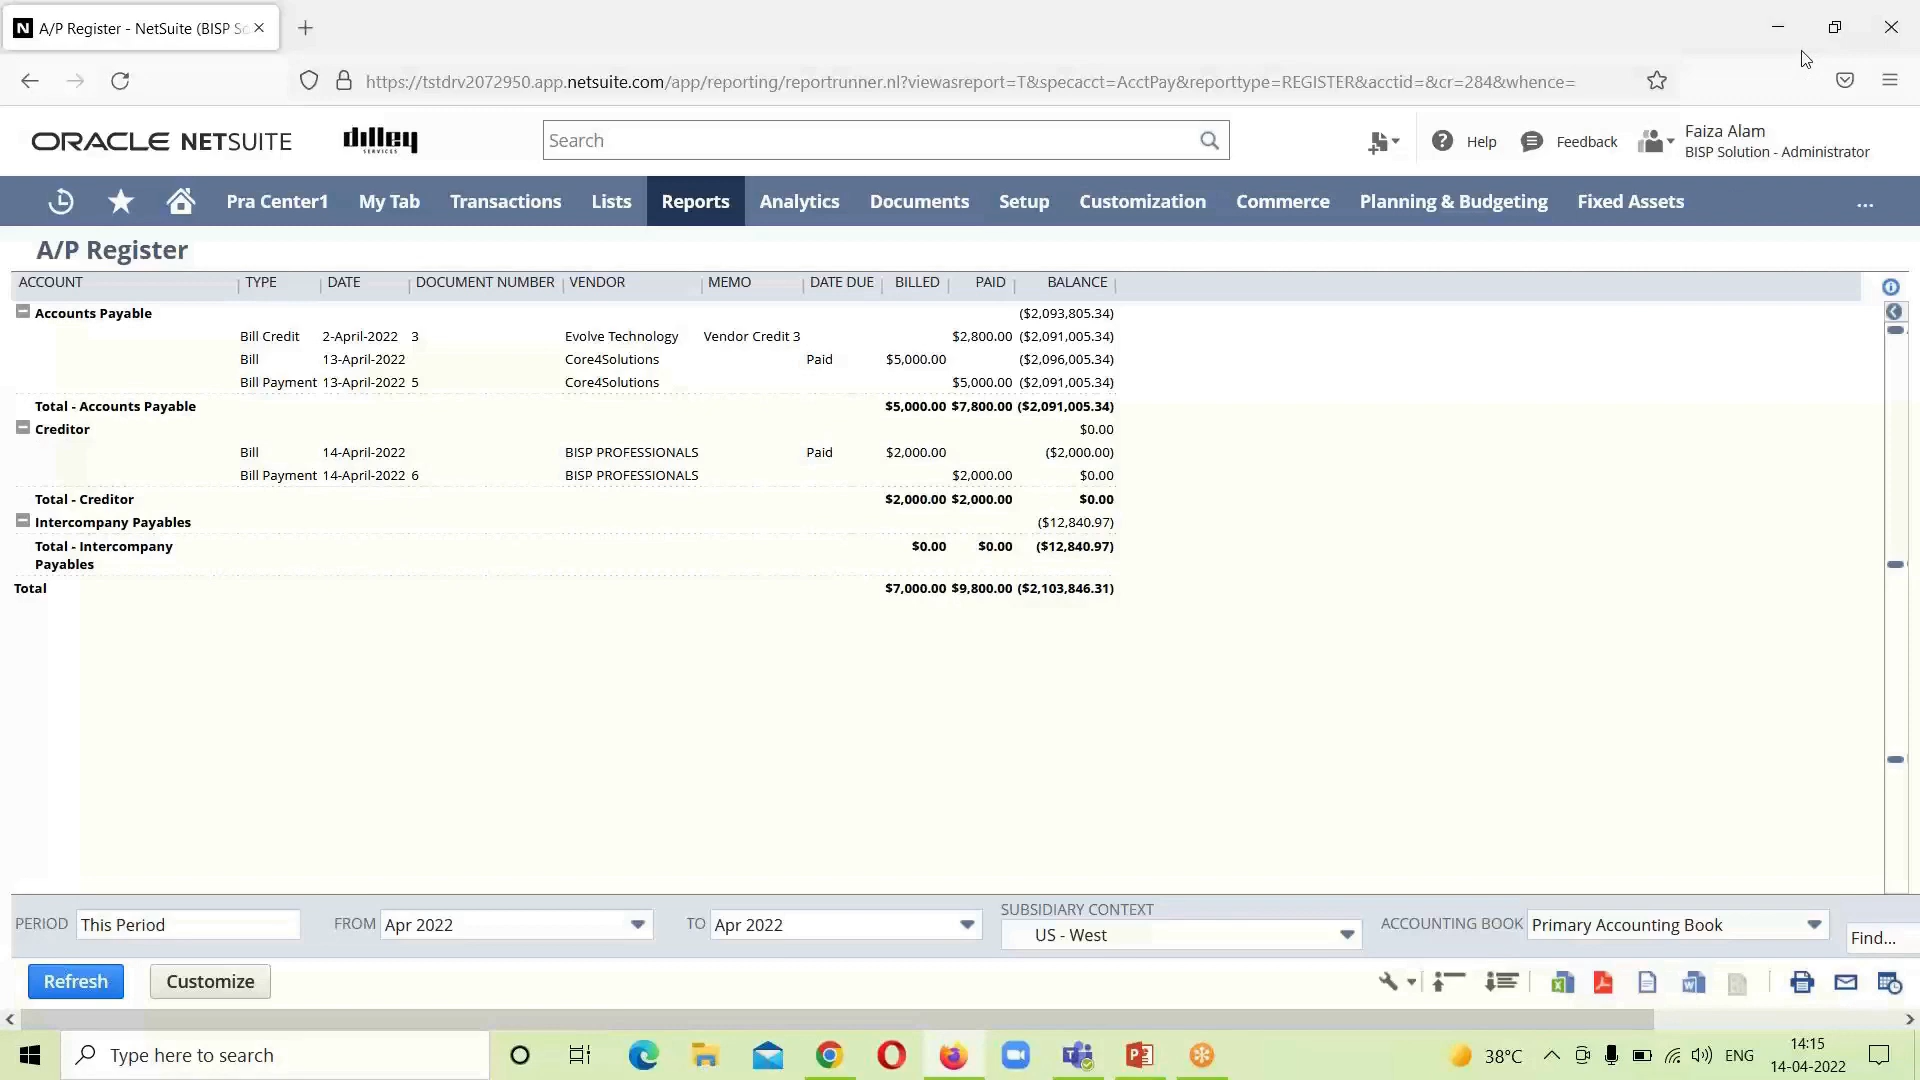 A/P Register - NetSuite (BISP So
https://tstdrv2072950.app.netsuite.com/app/reporting/reportrunner.nl?viewasreport=T&specacct=AcctPay&reporttype=REGISTER&acctid=&cr=284&whence=
ORACLE NETSUITE dilley SERVICES Search Help Feedback Faiza Alam
BISP Solution - Administrator
Pra Center1 My Tab Transactions Lists Reports Analytics Documents Setup Customization Commerce Planning & Budgeting Fixed Assets ...
A/P Register
ACCOUNT TYPE DATE DOCUMENT NUMBER VENDOR MEMO DATE DUE BILLED PAID BALANCE
Accounts Payable ($2,093,805.34)
Bill Credit 2-April-2022 3 Evolve Technology Vendor Credit 3 $2,800.00 ($2,091,005.34)
Bill 13-April-2022 Core4Solutions Paid $5,000.00 ($2,096,005.34)
Bill Payment 13-April-2022 5 Core4Solutions $5,000.00 ($2,091,005.34)
Total - Accounts Payable $5,000.00 $7,800.00 ($2,091,005.34)
Creditor $0.00
Bill 14-April-2022 BISP PROFESSIONALS Paid $2,000.00 ($2,000.00)
Bill Payment 14-April-2022 6 BISP PROFESSIONALS $2,000.00 $0.00
Total - Creditor $2,000.00 $2,000.00 $0.00
Intercompany Payables ($12,840.97)
Total - Intercompany $0.00 $0.00 ($12,840.97)
Payables
Total $7,000.00 $9,800.00 ($2,103,846.31)
PERIOD This Period FROM Apr 2022 TO Apr 2022 SUBSIDIARY CONTEXT
US - West ACCOUNTING BOOK Primary Accounting Book Find...
Refresh Customize
Type here to search 38°C ENG 14:15
14-04-2022